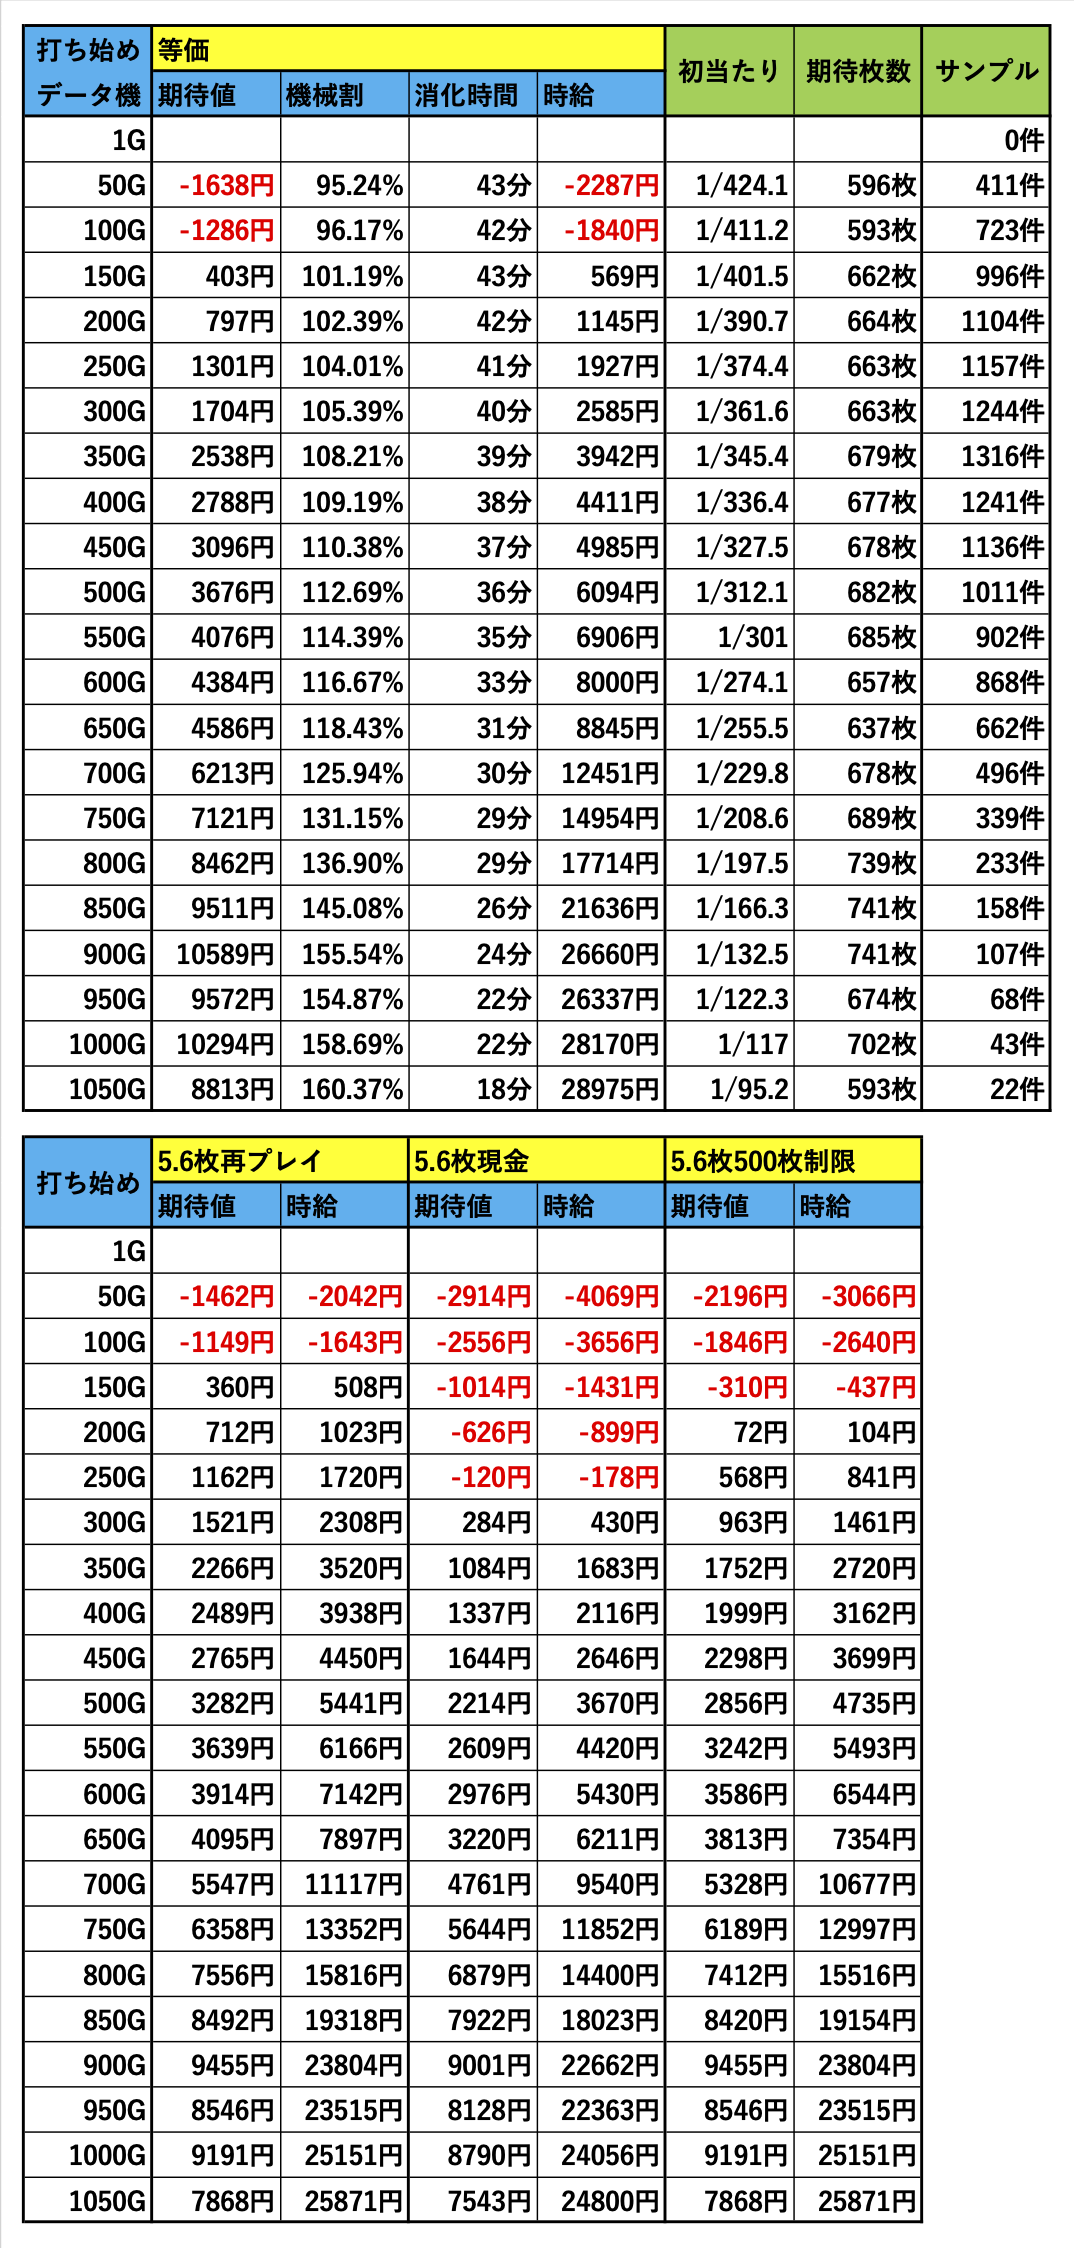 打ち始め 等価 初当たり 期待枚数 サンプル
データ機 期待値 機械割 消化時間 時給
1G 0件
50G -1638円 95.24% 43分 -2287円 1/424.1 596枚 411件
100G -1286円 96.17% 42分 -1840円 1/411.2 593枚 723件
150G 403円 101.19% 43分 569円 1/401.5 662枚 996件
200G 797円 102.39% 42分 1145円 1/390.7 664枚 1104件
250G 1301円 104.01% 41分 1927円 1/374.4 663枚 1157件
300G 1704円 105.39% 40分 2585円 1/361.6 663枚 1244件
350G 2538円 108.21% 39分 3942円 1/345.4 679枚 1316件
400G 2788円 109.19% 38分 4411円 1/336.4 677枚 1241件
450G 3096円 110.38% 37分 4985円 1/327.5 678枚 1136件
500G 3676円 112.69% 36分 6094円 1/312.1 682枚 1011件
550G 4076円 114.39% 35分 6906円 1/301 685枚 902件
600G 4384円 116.67% 33分 8000円 1/274.1 657枚 868件
650G 4586円 118.43% 31分 8845円 1/255.5 637枚 662件
700G 6213円 125.94% 30分 12451円 1/229.8 678枚 496件
750G 7121円 131.15% 29分 14954円 1/208.6 689枚 339件
800G 8462円 136.90% 29分 17714円 1/197.5 739枚 233件
850G 9511円 145.08% 26分 21636円 1/166.3 741枚 158件
900G 10589円 155.54% 24分 26660円 1/132.5 741枚 107件
950G 9572円 154.87% 22分 26337円 1/122.3 674枚 68件
1000G 10294円 158.69% 22分 28170円 1/117 702枚 43件
1050G 8813円 160.37% 18分 28975円 1/95.2 593枚 22件
打ち始め 5.6枚再プレイ 5.6枚現金 5.6枚500枚制限
期待値 時給 期待値 時給 期待値 時給
1G
50G -1462円 -2042円 -2914円 -4069円 -2196円 -3066円
100G -1149円 -1643円 -2556円 -3656円 -1846円 -2640円
150G 360円 508円 -1014円 -1431円 -310円 -437円
200G 712円 1023円 -626円 -899円 72円 104円
250G 1162円 1720円 -120円 -178円 568円 841円
300G 1521円 2308円 284円 430円 963円 1461円
350G 2266円 3520円 1084円 1683円 1752円 2720円
400G 2489円 3938円 1337円 2116円 1999円 3162円
450G 2765円 4450円 1644円 2646円 2298円 3699円
500G 3282円 5441円 2214円 3670円 2856円 4735円
550G 3639円 6166円 2609円 4420円 3242円 5493円
600G 3914円 7142円 2976円 5430円 3586円 6544円
650G 4095円 7897円 3220円 6211円 3813円 7354円
700G 5547円 11117円 4761円 9540円 5328円 10677円
750G 6358円 13352円 5644円 11852円 6189円 12997円
800G 7556円 15816円 6879円 14400円 7412円 15516円
850G 8492円 19318円 7922円 18023円 8420円 19154円
900G 9455円 23804円 9001円 22662円 9455円 23804円
950G 8546円 23515円 8128円 22363円 8546円 23515円
1000G 9191円 25151円 8790円 24056円 9191円 25151円
1050G 7868円 25871円 7543円 24800円 7868円 25871円